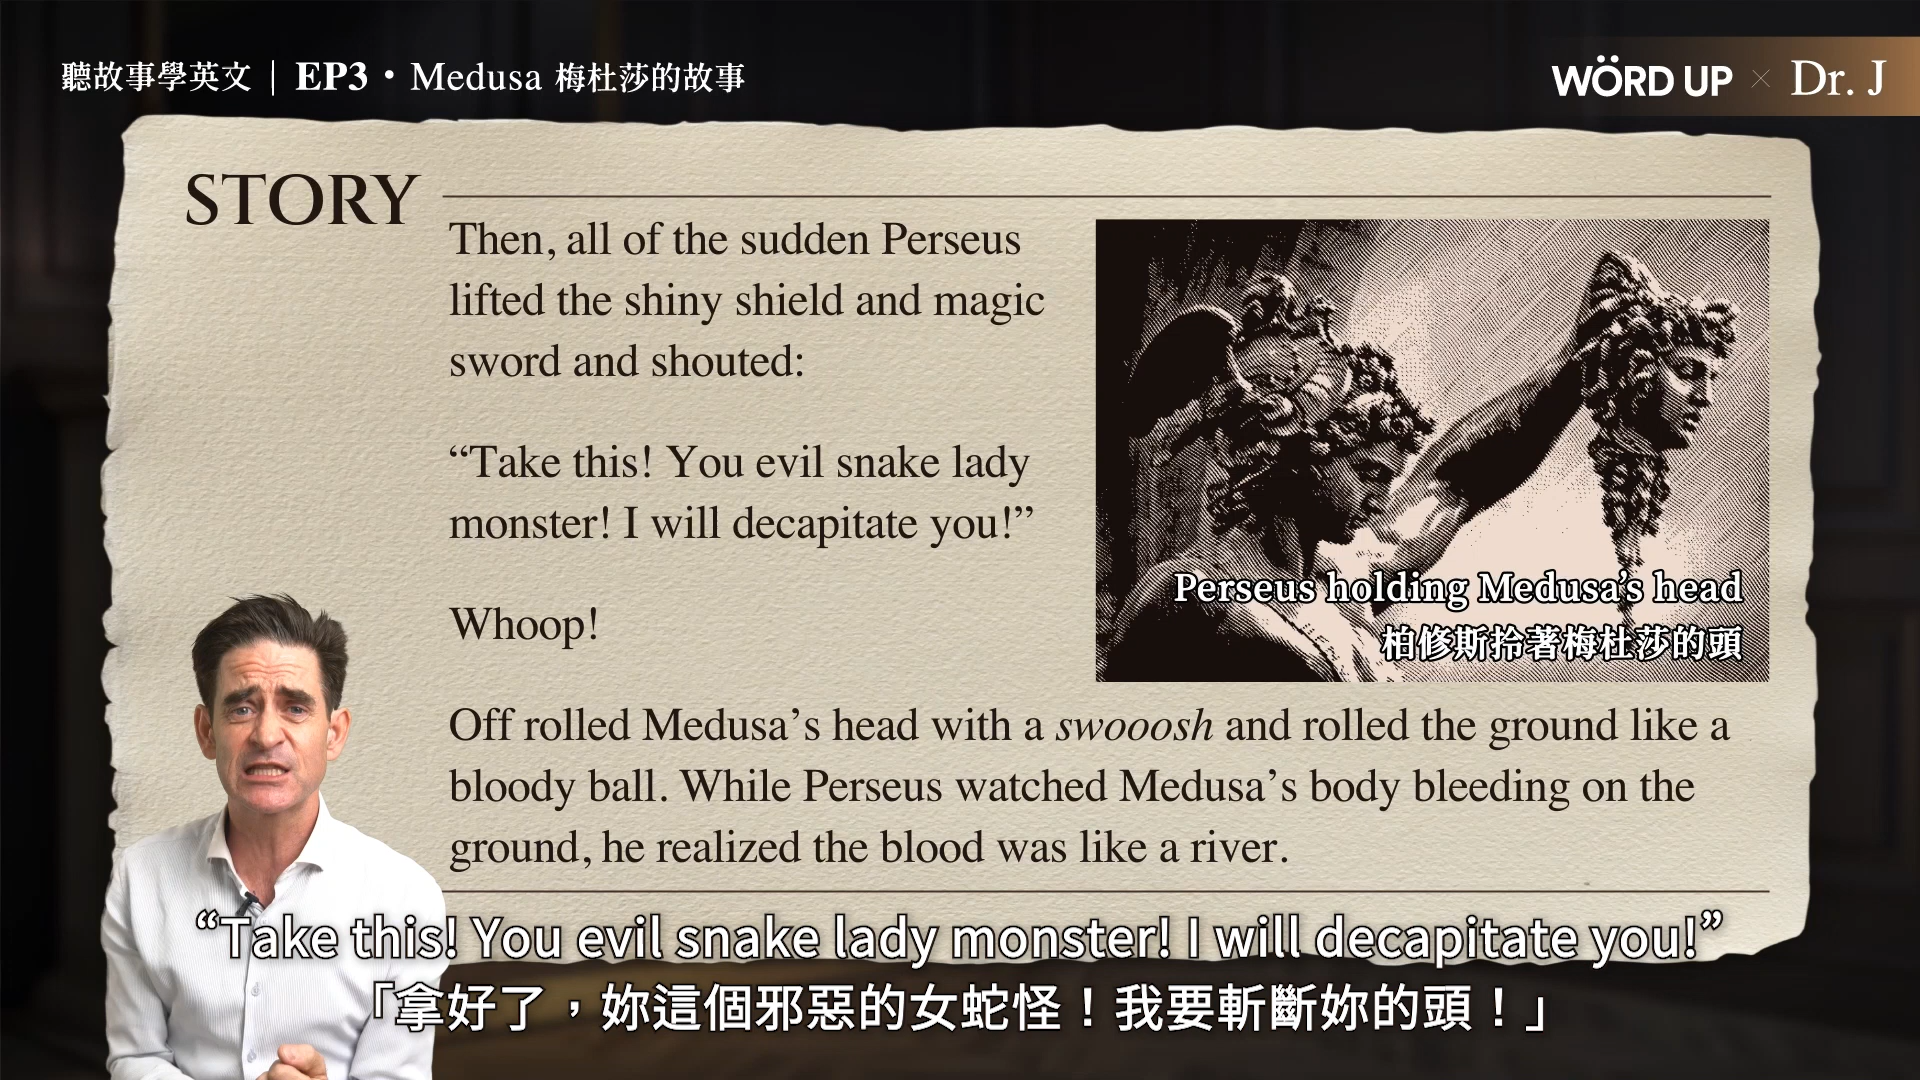 聽故事學英文 | EP3・Medusa 梅杜莎的故事
WÖRD UP × Dr. J
STORY
Then, all of the sudden Perseus
lifted the shiny shield and magic
sword and shouted:
“Take this! You evil snake lady
monster! I will decapitate you!”
Whoop!
Perseus holding Medusa’s head
柏修斯拎著梅杜莎的頭
Off rolled Medusa’s head with a swooosh and rolled the ground like a
bloody ball. While Perseus watched Medusa’s body bleeding on the
ground, he realized the blood was like a river.
“Take this! You evil snake lady monster! I will decapitate you!”
「拿好了，妳這個邪惡的女蛇怪！我要斬斷妳的頭！」